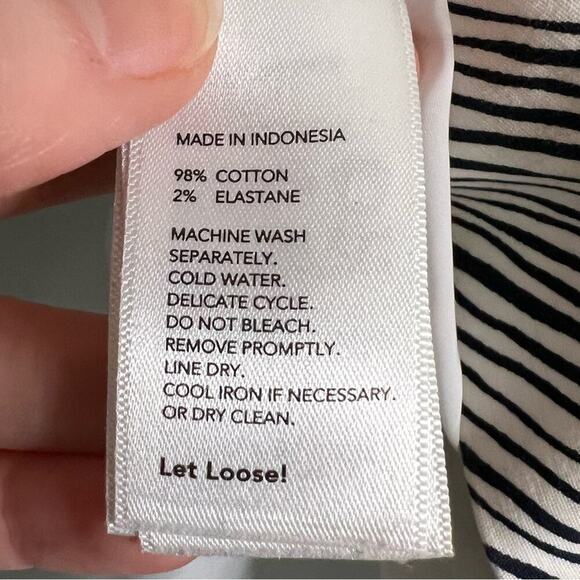 MADE IN INDONESIA
98% COTTON
2% ELASTANE
MACHINE WASH
SEPARATELY.
COLD WATER.
DELICATE CYCLE.
DO NOT BLEACH.
REMOVE PROMPTLY.
LINE DRY.
COOL IRON IF NECESSARY.
OR DRY CLEAN.
Let Loose!